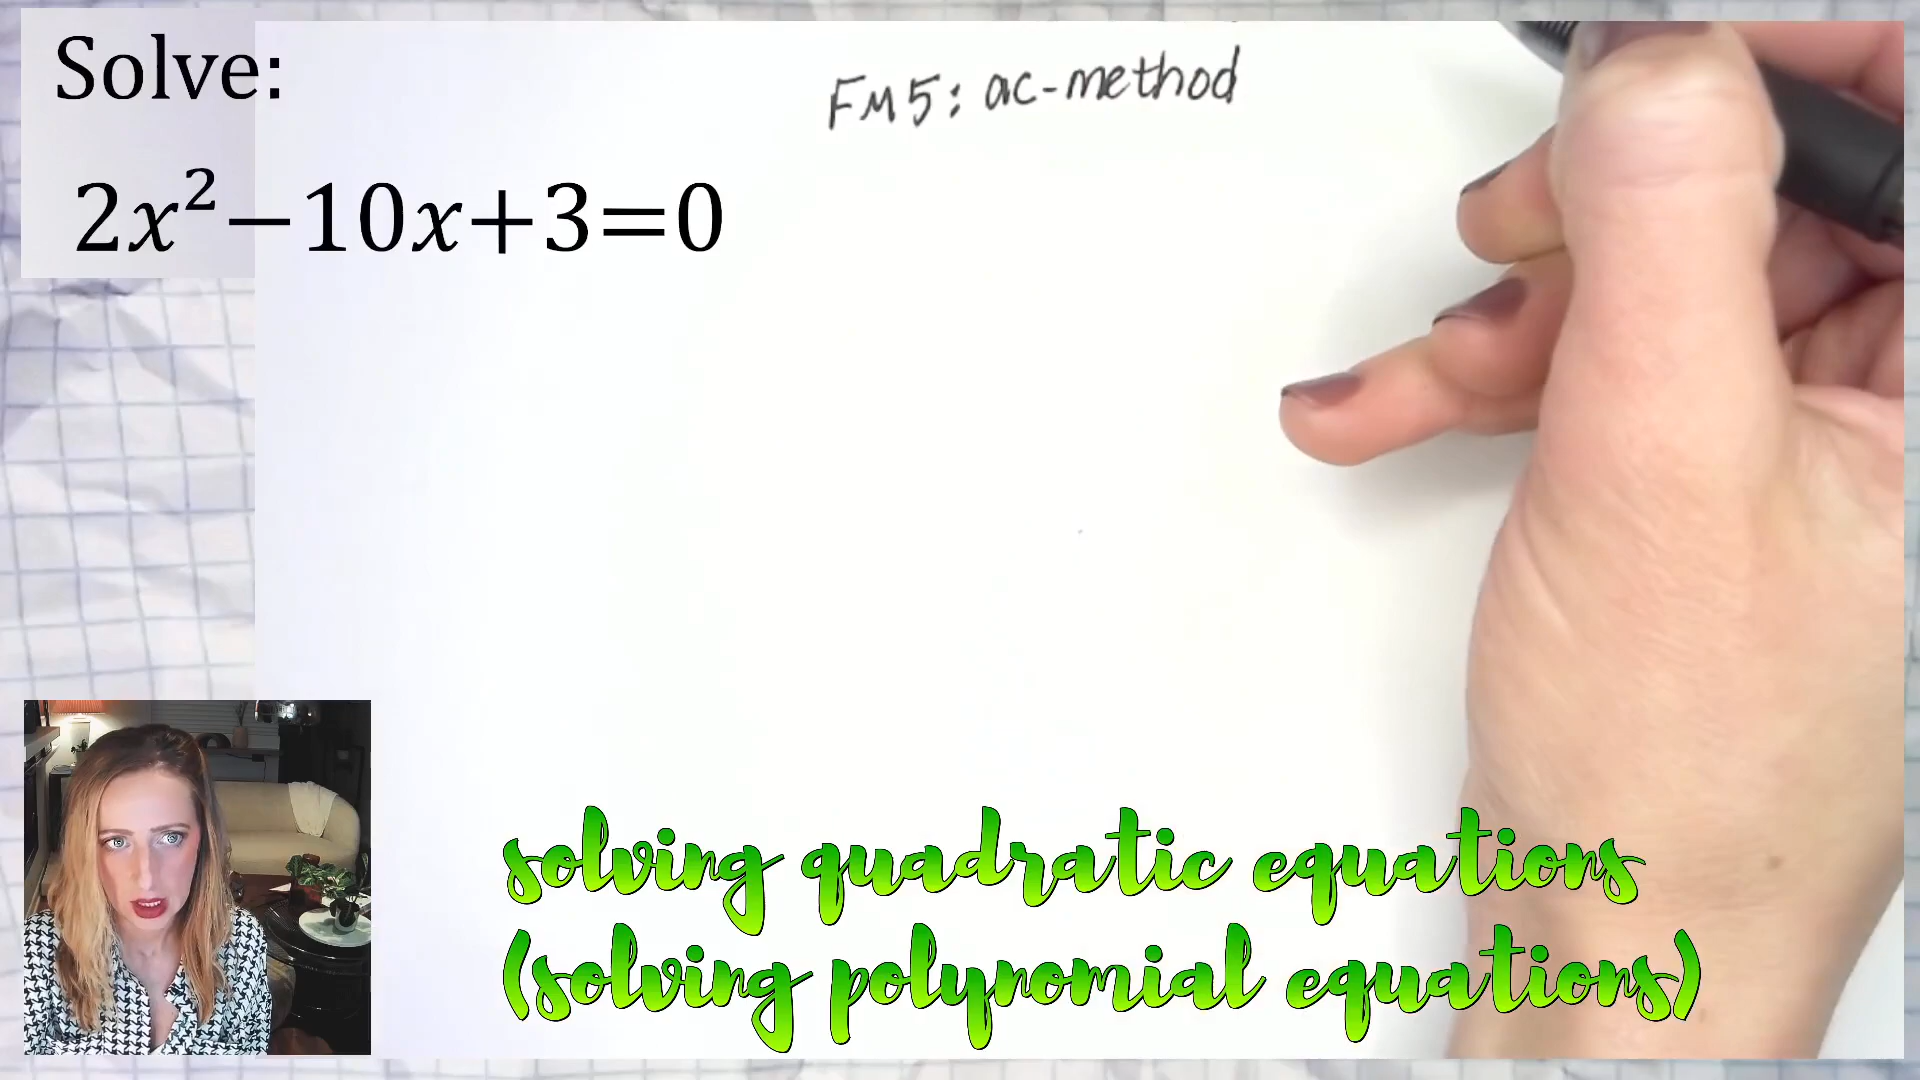 Solve:
FM5: ac-method
2x²−10x+3=0
solving quadratic equations
(solving polynomial equations)